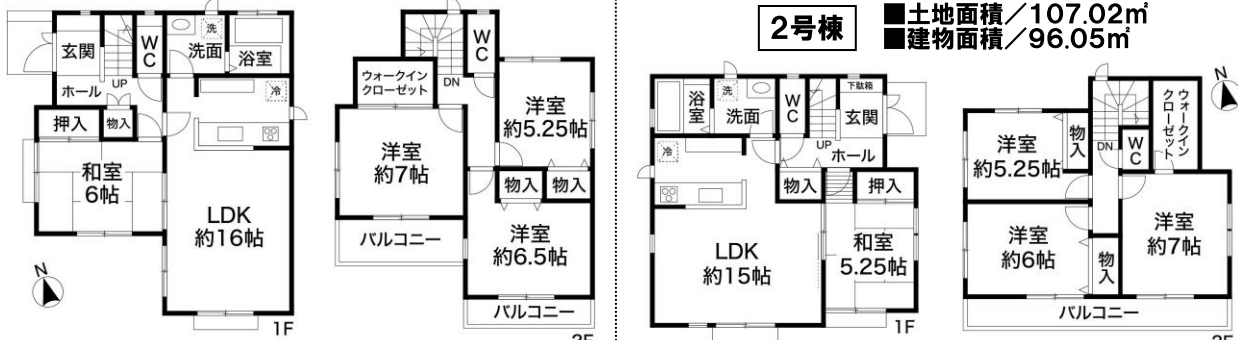 2号棟
■土地面積／107.02㎡
■建物面積／96.05㎡
玄関
UP
WC
洗
洗面
浴室
ホール
冷
押入
物入
和室
6帖
LDK
約16帖
N
1F
DN
WC
ウォークイン
クローゼット
洋室
約5.25帖
洋室
約7帖
物入
物入
洋室
約6.5帖
バルコニー
バルコニー
浴室
洗
洗面
WC
下駄箱
玄関
UP
ホール
冷
物入
押入
LDK
約15帖
和室
5.25帖
1F
N
洋室
約5.25帖
物入
DN
WC
ウォークイン
クローゼット
洋室
約6帖
物入
洋室
約7帖
バルコニー